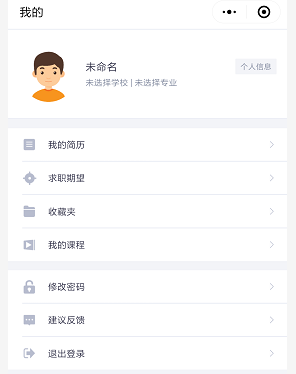 我的
未命名
个人信息
未选择学校 | 未选择专业
我的简历
求职期望
收藏夹
我的课程
修改密码
建议反馈
退出登录